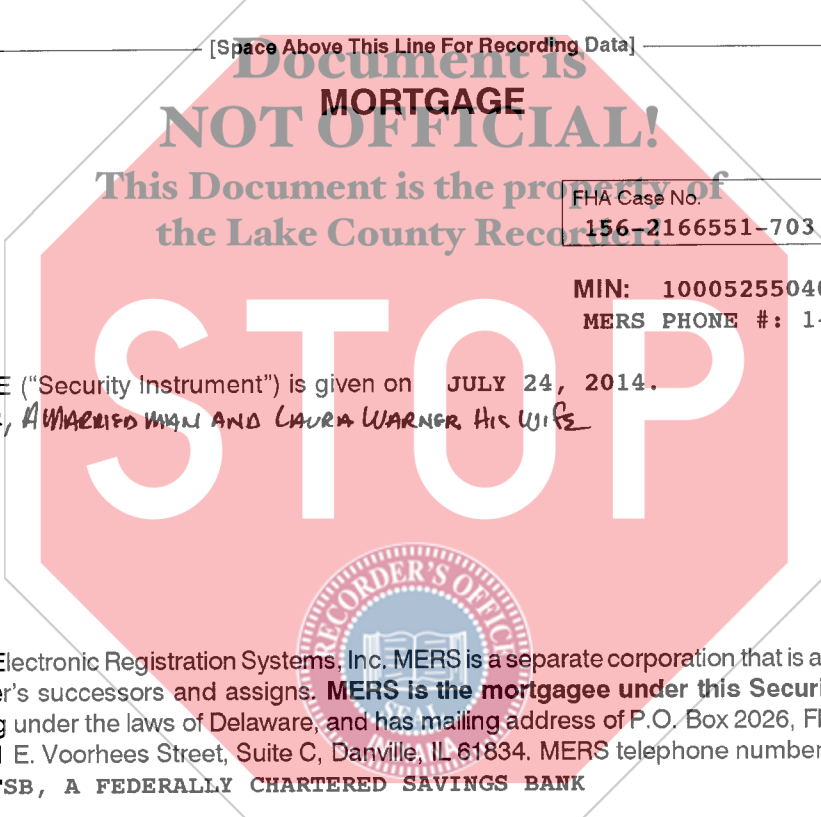 [Space Above This Line For Recording Data]
Document is
MORTGAGE
NOT OFFICIAL!
This Document is the property of
the Lake County Recorder!
FHA Case No.
156-2166551-703
MIN: 1000525504
MERS PHONE #: 1-
STOP
E (“Security Instrument”) is given on JULY 24, 2014.
, A MARRIED MAN AND LAURA WARNER HIS WIFE
RECORDER'S OFFICE
SEAL
INDIANA
Electronic Registration Systems, Inc. MERS is a separate corporation that is a
er's successors and assigns. MERS is the mortgagee under this Securi
g under the laws of Delaware, and has mailing address of P.O. Box 2026, Fl
E. Voorhees Street, Suite C, Danville, IL 61834. MERS telephone number
FSB, A FEDERALLY CHARTERED SAVINGS BANK